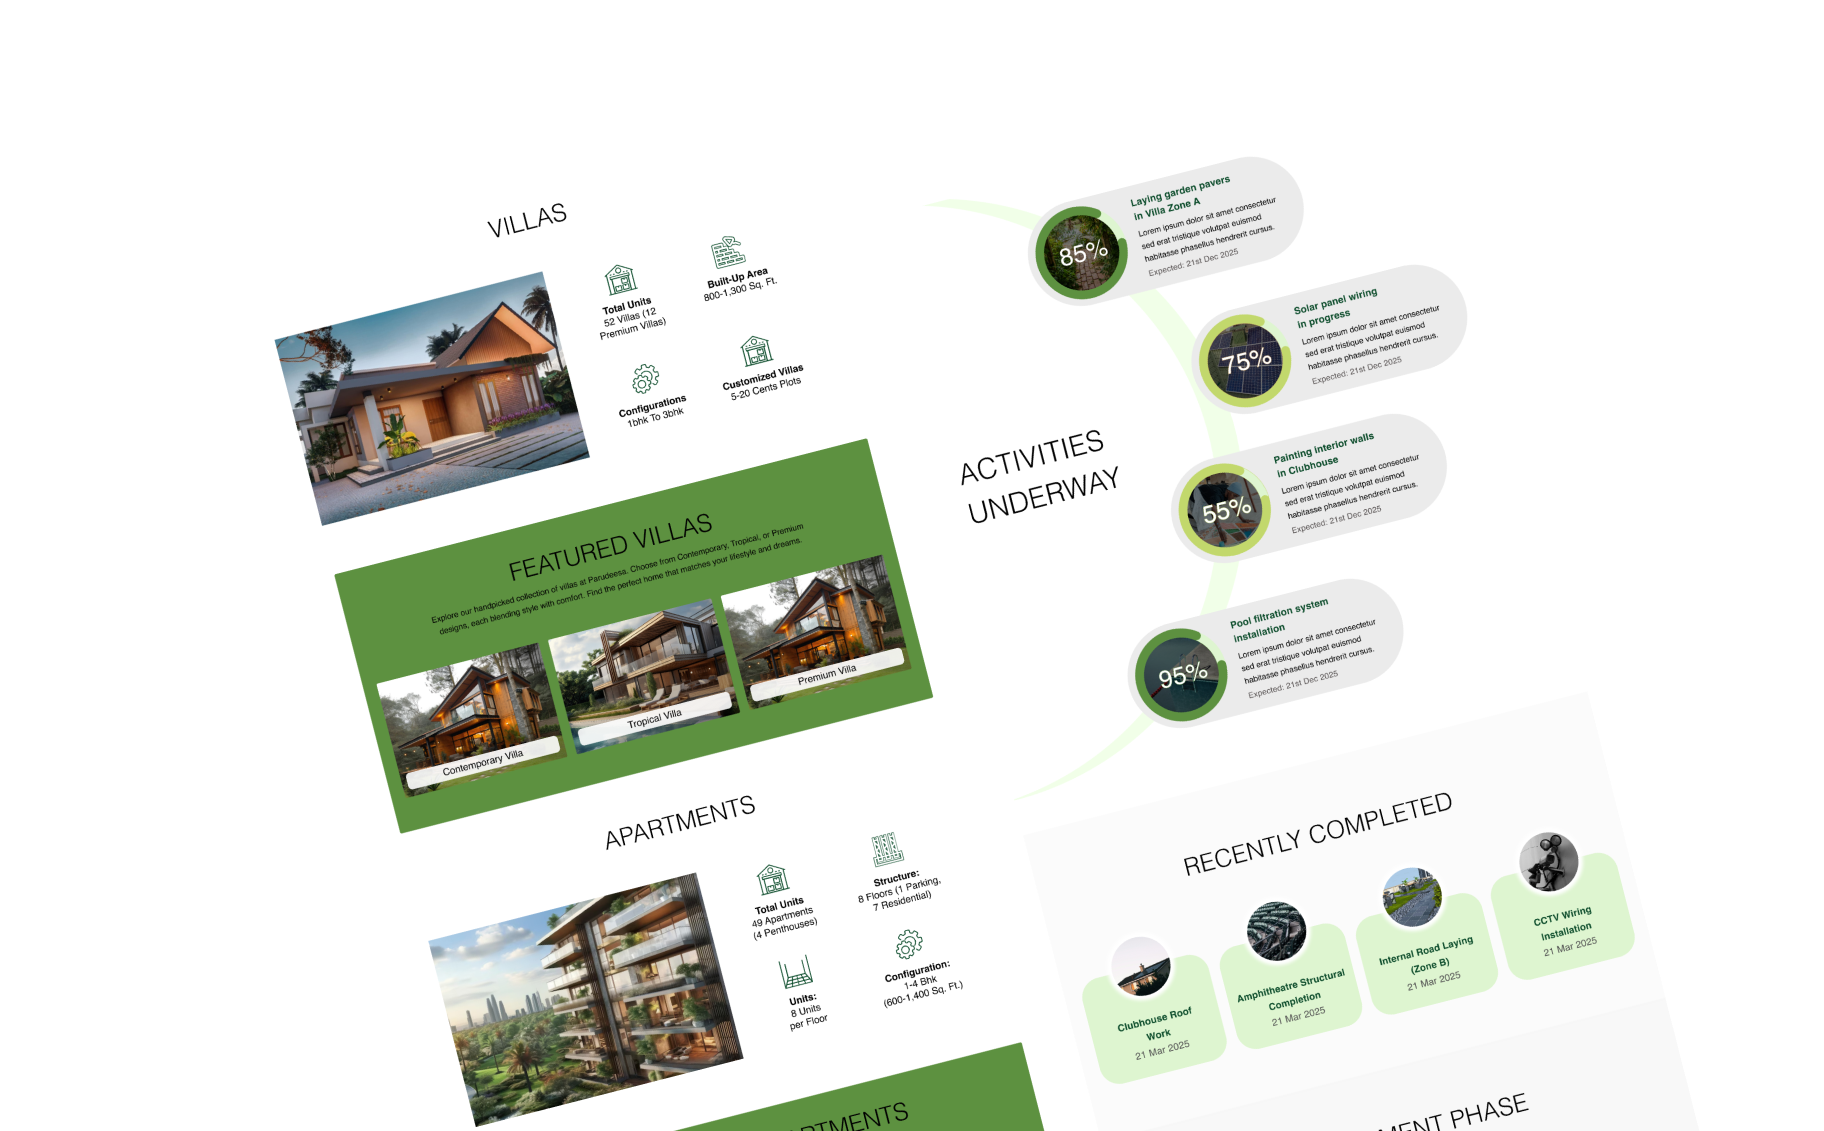 VILLAS
Total Units
52 Villas (12
Premium Villas)
Built-Up Area
800-1,300 Sq. Ft.
Configurations
1bhk To 3bhk
Customized Villas
5-20 Cents Plots
FEATURED VILLAS
Explore our handpicked collection of villas at Parudeesa. Choose from Contemporary, Tropical, or Premium
designs, each blending style with comfort. Find the perfect home that matches your lifestyle and dreams.
Contemporary Villa
Tropical Villa
Premium Villa
APARTMENTS
Total Units
49 Apartments
(4 Penthouses)
Structure:
8 Floors (1 Parking,
7 Residential)
Units:
8 Units
per Floor
Configuration:
1-4 Bhk
(600-1,400 Sq. Ft.)
ACTIVITIES
UNDERWAY
85%
Laying garden pavers
in Villa Zone A
Lorem ipsum dolor sit amet consectetur
sed erat tristique volutpat euismod
habitasse phasellus hendrerit cursus.
Expected: 21st Dec 2025
75%
Solar panel wiring
in progress
Lorem ipsum dolor sit amet consectetur
sed erat tristique volutpat euismod
habitasse phasellus hendrerit cursus.
Expected: 21st Dec 2025
55%
Painting interior walls
in Clubhouse
Lorem ipsum dolor sit amet consectetur
sed erat tristique volutpat euismod
habitasse phasellus hendrerit cursus.
Expected: 21st Dec 2025
95%
Pool filtration system
installation
Lorem ipsum dolor sit amet consectetur
sed erat tristique volutpat euismod
habitasse phasellus hendrerit cursus.
Expected: 21st Dec 2025
RECENTLY COMPLETED
Clubhouse Roof
Work
21 Mar 2025
Amphitheatre Structural
Completion
21 Mar 2025
Internal Road Laying
(Zone B)
21 Mar 2025
CCTV Wiring
Installation
21 Mar 2025
PHASE